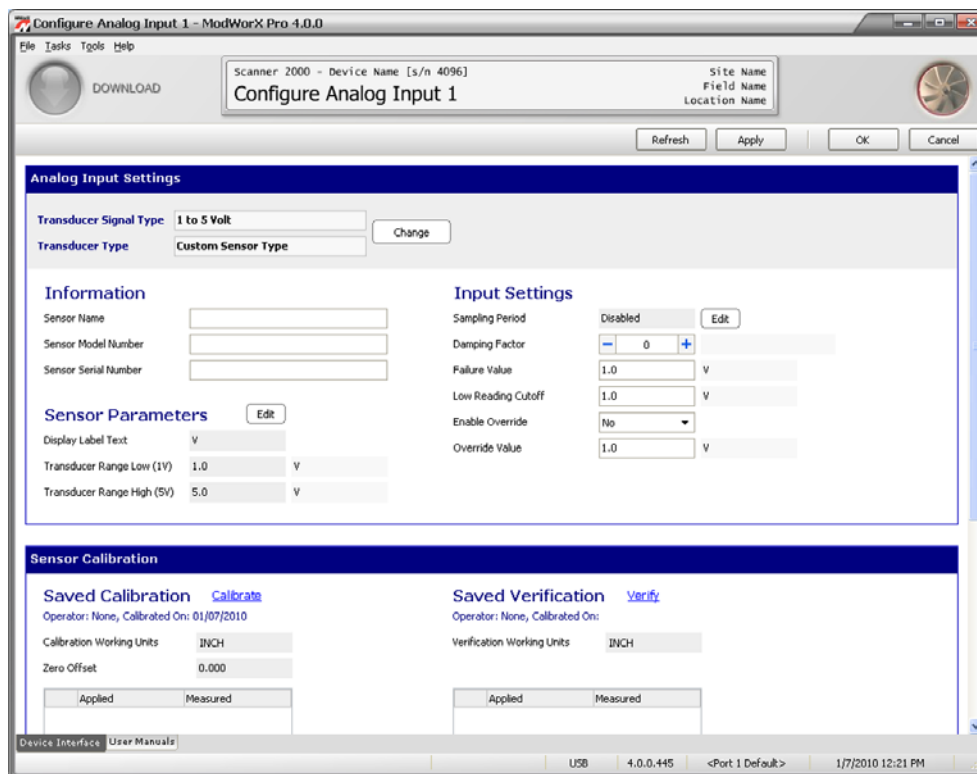 Configure Analog Input 1 - ModWorX Pro 4.0.0
File Tasks Tools Help
DOWNLOAD
Scanner 2000 - Device Name [s/n 4096]
Configure Analog Input 1
Site Name
Field Name
Location Name
Refresh Apply OK Cancel
Analog Input Settings
Transducer Signal Type 1 to 5 Volt
Transducer Type Custom Sensor Type
Change
Information
Sensor Name
Sensor Model Number
Sensor Serial Number
Sensor Parameters Edit
Display Label Text V
Transducer Range Low (1V) 1.0 V
Transducer Range High (5V) 5.0 V
Input Settings
Sampling Period Disabled Edit
Damping Factor − 0 +
Failure Value 1.0 V
Low Reading Cutoff 1.0 V
Enable Override No
Override Value 1.0 V
Sensor Calibration
Saved Calibration Calibrate
Operator: None, Calibrated On: 01/07/2010
Calibration Working Units INCH
Zero Offset 0.000
Applied Measured
Saved Verification Verify
Operator: None, Calibrated On:
Verification Working Units INCH
Applied Measured
Device Interface User Manuals
USB 4.0.0.445 <Port 1 Default> 1/7/2010 12:21 PM